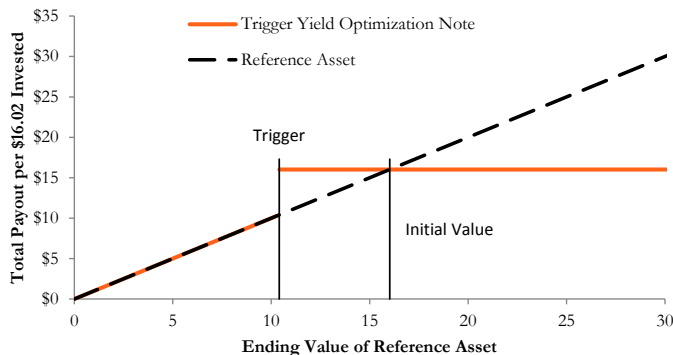 Total Payout per $16.02 Invested
$35
$30
$25
$20
$15
$10
$5
$0
Trigger Yield Optimization Note
Reference Asset
Trigger
Initial Value
0
5
10
15
20
25
30
Ending Value of Reference Asset